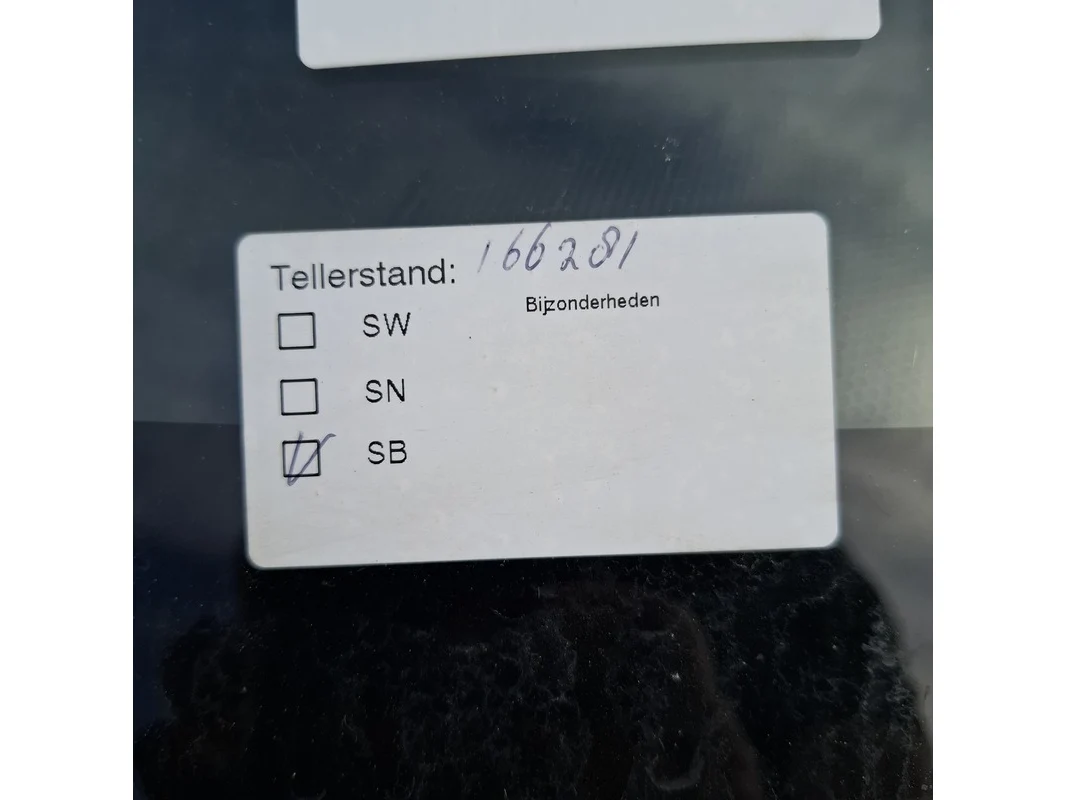 Tellerstand: 166281
Bijzonderheden
SW
SN
SB